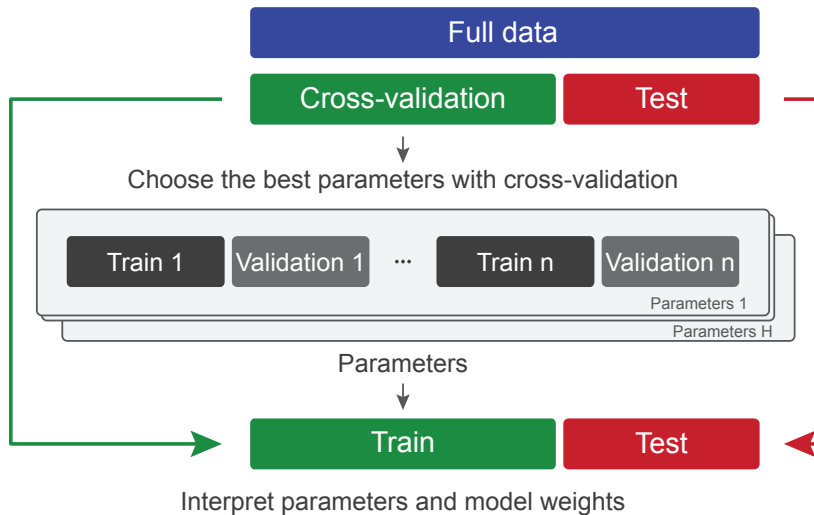 Full data
Cross-validation Test
Choose the best parameters with cross-validation
Train 1 Validation 1 ... Train n Validation n
Parameters 1
Parameters H
Parameters
Train Test
Interpret parameters and model weights